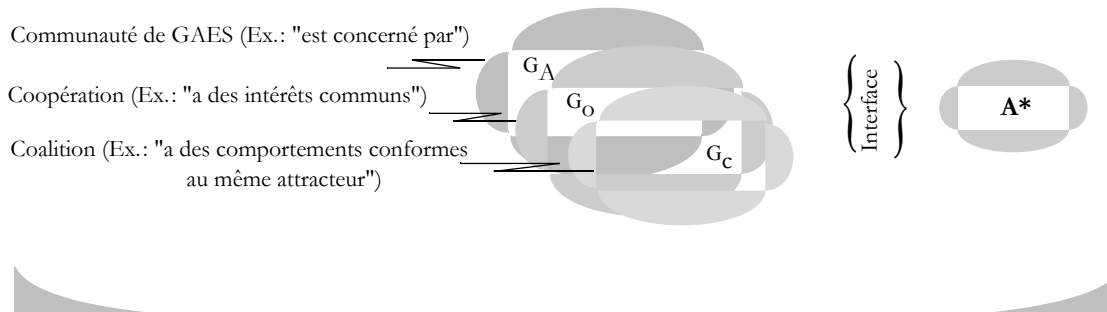 Communauté de GAES (Ex.: "est concerné par")
GA
Coopération (Ex.: "a des intérêts communs")
Go
Coalition (Ex.: "a des comportements conformes
au même attracteur")
GC
Interface
A*